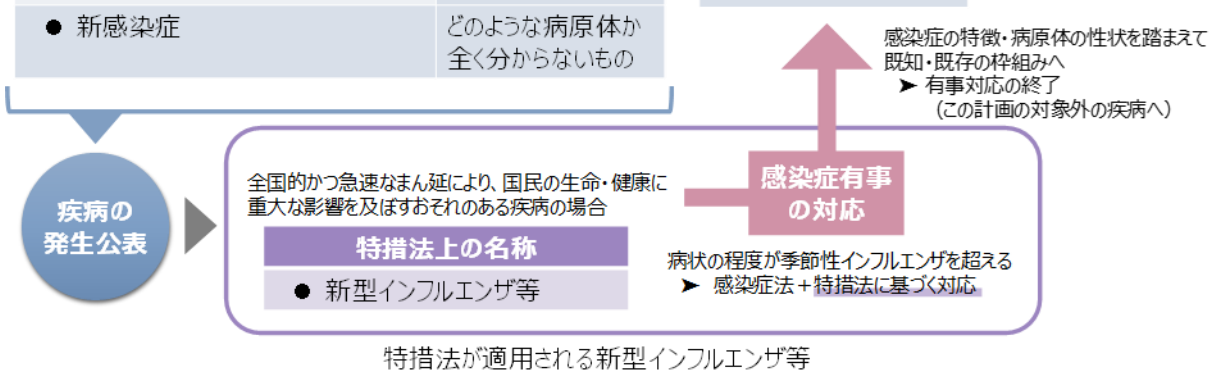 ● 新感染症
どのような病原体か
全く分からないもの
感染症の特徴・病原体の性状を踏まえて
既知・既存の枠組みへ
➤ 有事対応の終了
(この計画の対象外の疾病へ)
疾病の
発生公表
全国的かつ急速なまん延により、国民の生命・健康に
重大な影響を及ぼすおそれのある疾病の場合
特措法上の名称
● 新型インフルエンザ等
感染症有事
の対応
病状の程度が季節性インフルエンザを超える
➤ 感染症法＋特措法に基づく対応
特措法が適用される新型インフルエンザ等